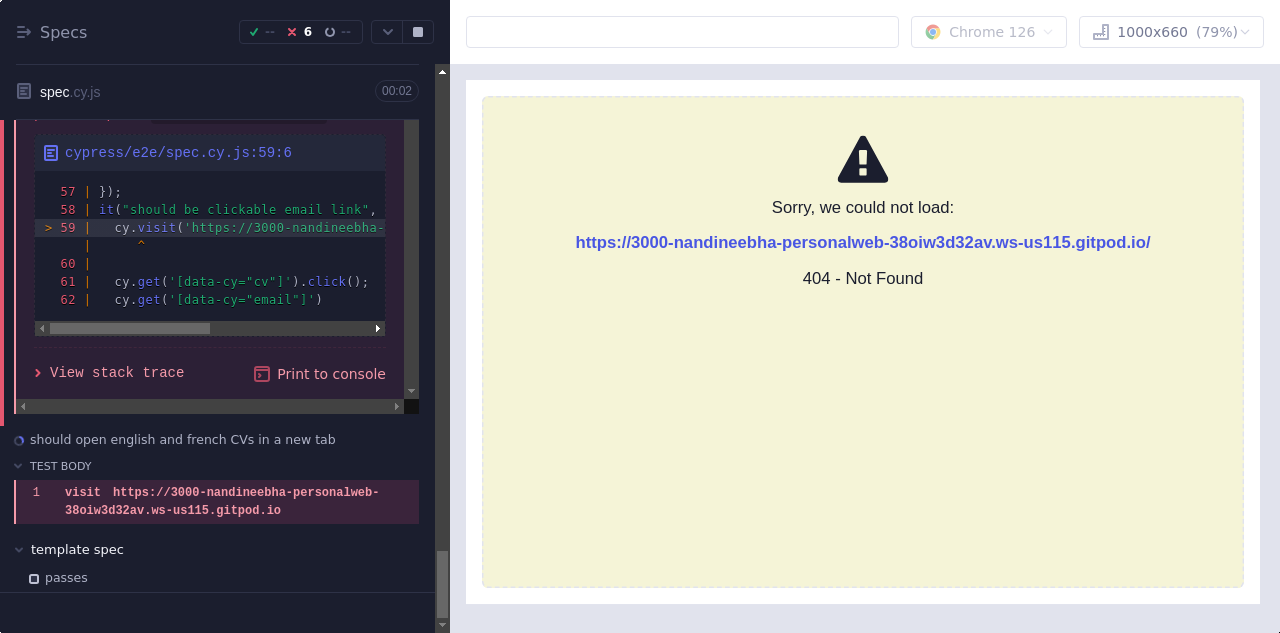 Specs
--
6
--
Chrome 126
1000x660 (79%)
spec.cy.js
00:02
cypress/e2e/spec.cy.js:59:6
57 | });
58 | it("should be clickable email link",
> 59 |   cy.visit('https://3000-nandineebha-
|      ^
60 |
61 |   cy.get('[data-cy="cv"]').click();
62 |   cy.get('[data-cy="email"]')
View stack trace
Print to console
should open english and french CVs in a new tab
TEST BODY
1 visit https://3000-nandineebha-personalweb-
38oiw3d32av.ws-us115.gitpod.io
template spec
passes
Sorry, we could not load:
https://3000-nandineebha-personalweb-38oiw3d32av.ws-us115.gitpod.io/
404 - Not Found